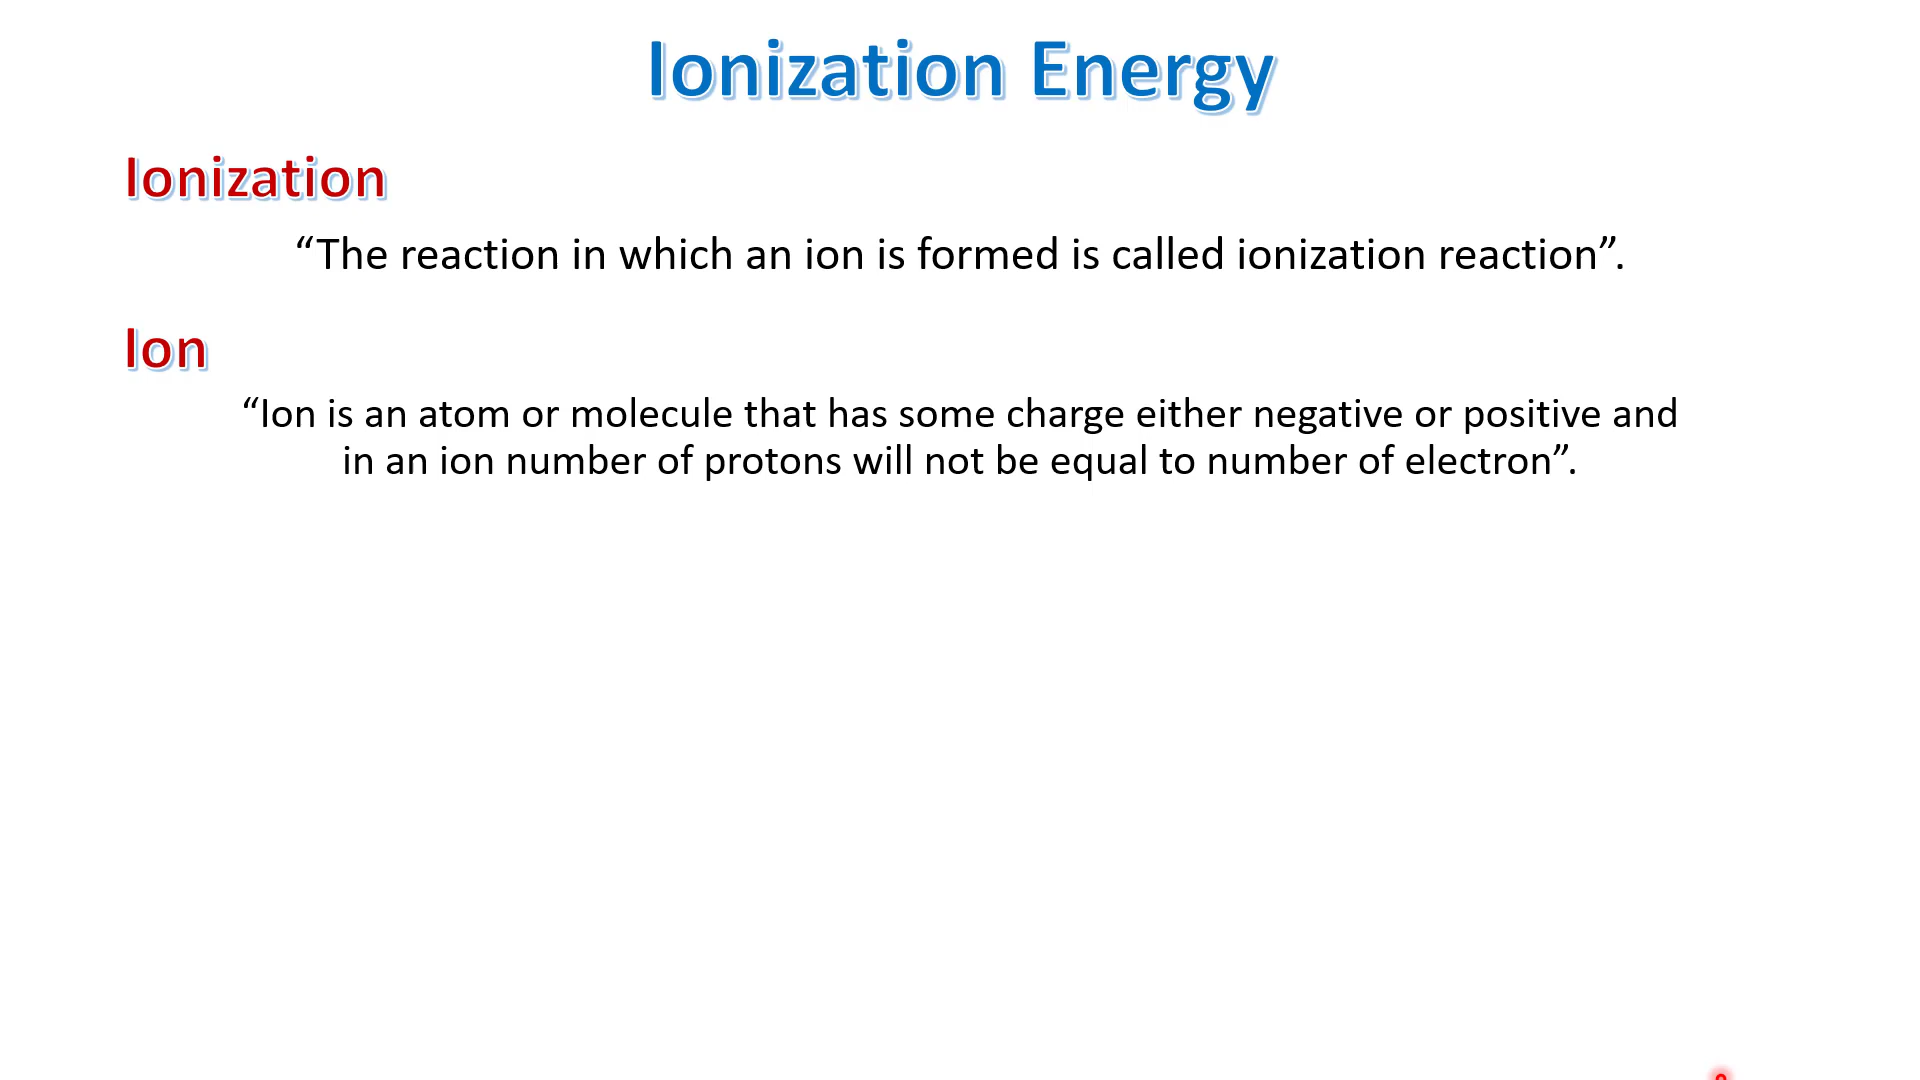 Ionization Energy
Ionization
“The reaction in which an ion is formed is called ionization reaction”.
Ion
“Ion is an atom or molecule that has some charge either negative or positive and
in an ion number of protons will not be equal to number of electron”.